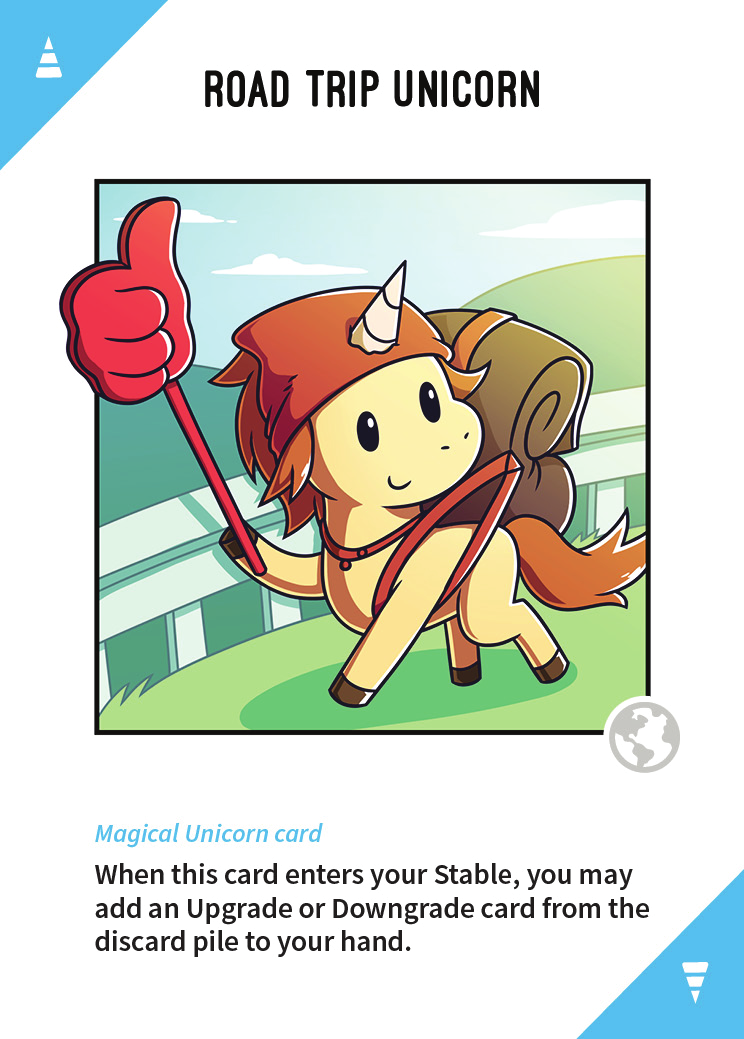 ROAD TRIP UNICORN
Magical Unicorn card
When this card enters your Stable, you may
add an Upgrade or Downgrade card from the
discard pile to your hand.